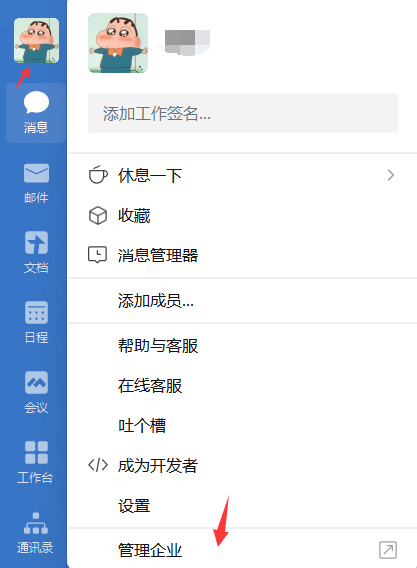 消息
邮件
文档
日程
会议
工作台
通讯录
添加工作签名...
休息一下
收藏
消息管理器
添加成员...
帮助与客服
在线客服
吐个槽
成为开发者
设置
管理企业